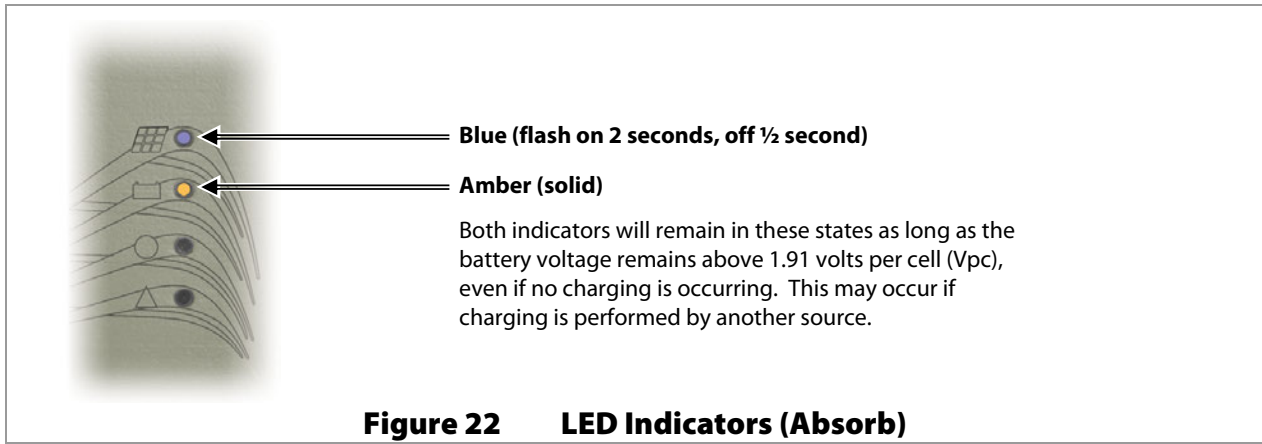 Blue (flash on 2 seconds, off ½ second)
Amber (solid)
Both indicators will remain in these states as long as the
battery voltage remains above 1.91 volts per cell (Vpc),
even if no charging is occurring.  This may occur if
charging is performed by another source.
Figure 22 LED Indicators (Absorb)